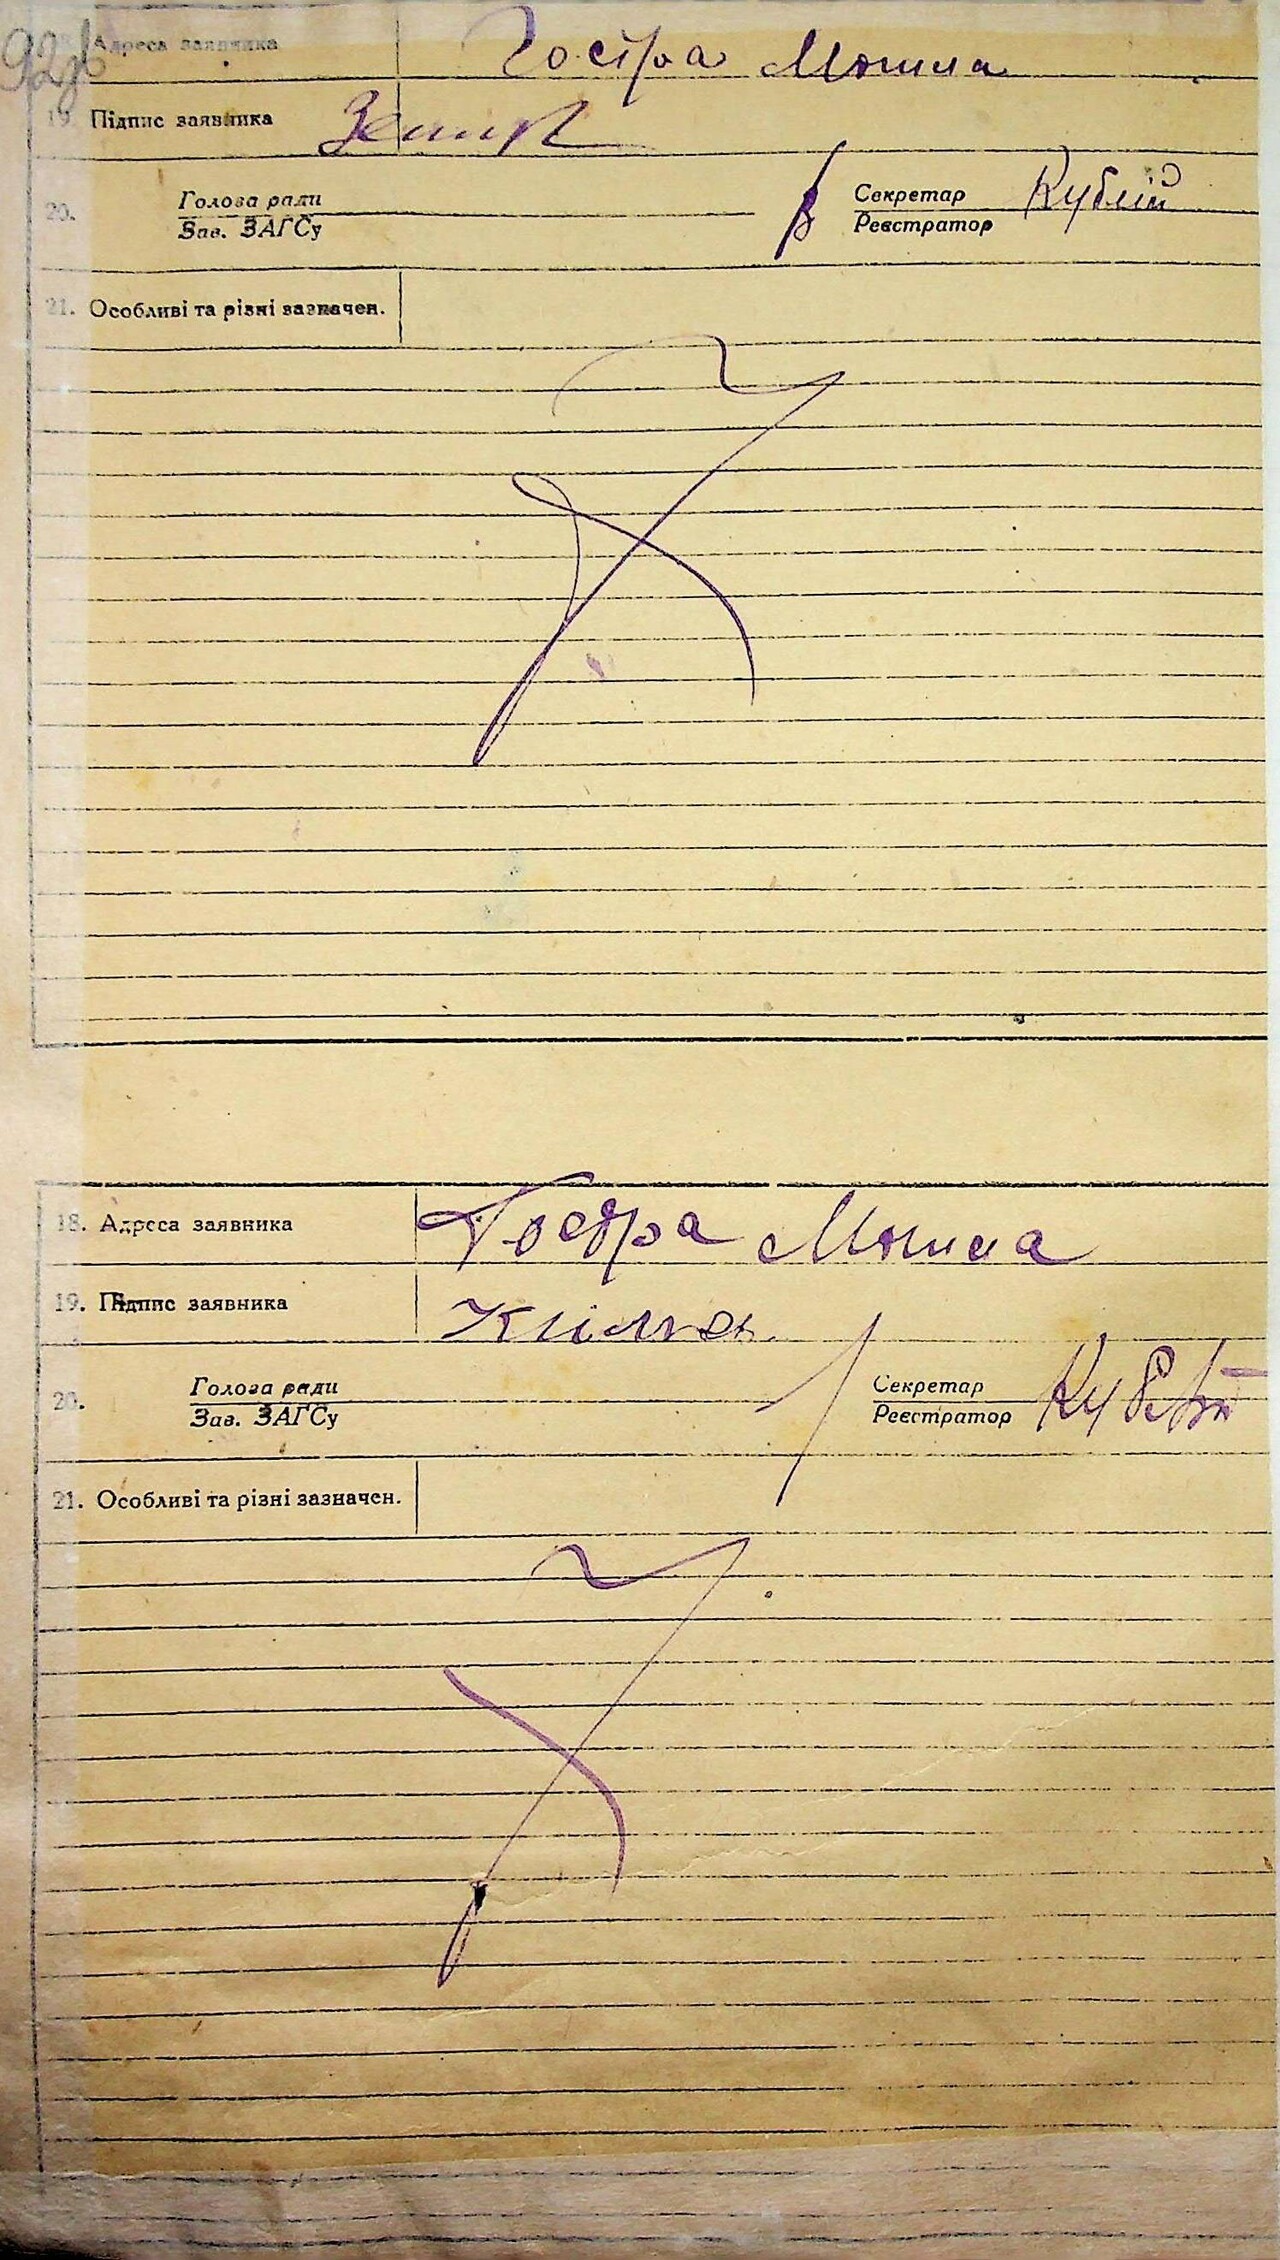 18. Адреса заявника Гостра Могила
19. Підпис заявника
20. Голова ради Секретар
Зав. ЗАГСу Реєстратор
21. Особливі та різні зазначен.
18. Адреса заявника Гостра Могила
19. Підпис заявника
20. Голова ради Секретар
Зав. ЗАГСу Реєстратор
21. Особливі та різні зазначен.